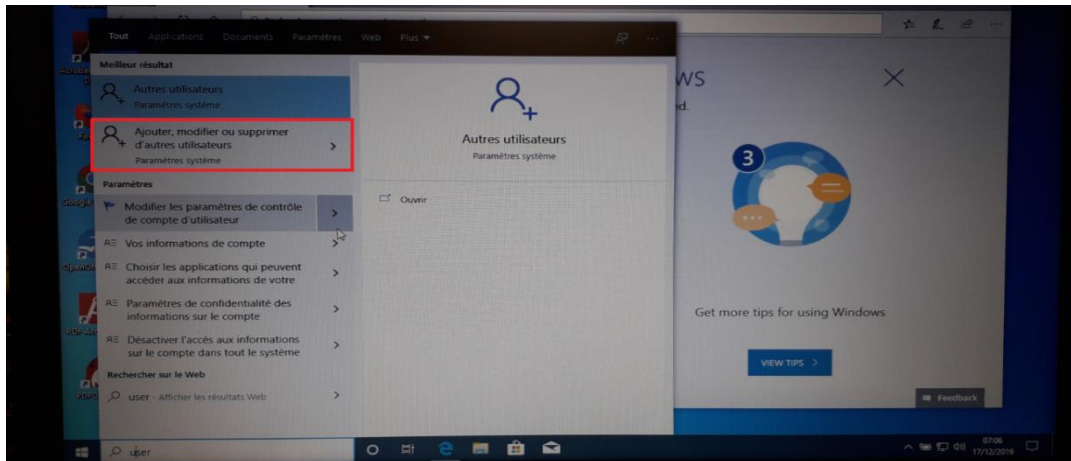 Tout Applications Documents Paramètres Web Plus
Meilleur résultat
Autres utilisateurs
Paramètres système
Ajouter, modifier ou supprimer
d'autres utilisateurs
Paramètres système
Paramètres
Modifier les paramètres de contrôle
de compte d'utilisateur
Vos informations de compte
Choisir les applications qui peuvent
accéder aux informations de votre
Paramètres de confidentialité des
informations sur le compte
Désactiver l'accès aux informations
sur le compte dans tout le système
Rechercher sur le Web
user - Afficher les résultats Web
Autres utilisateurs
Paramètres système
Ouvrir
3
Get more tips for using Windows
VIEW TIPS
Feedback
user
07:06
17/12/2019